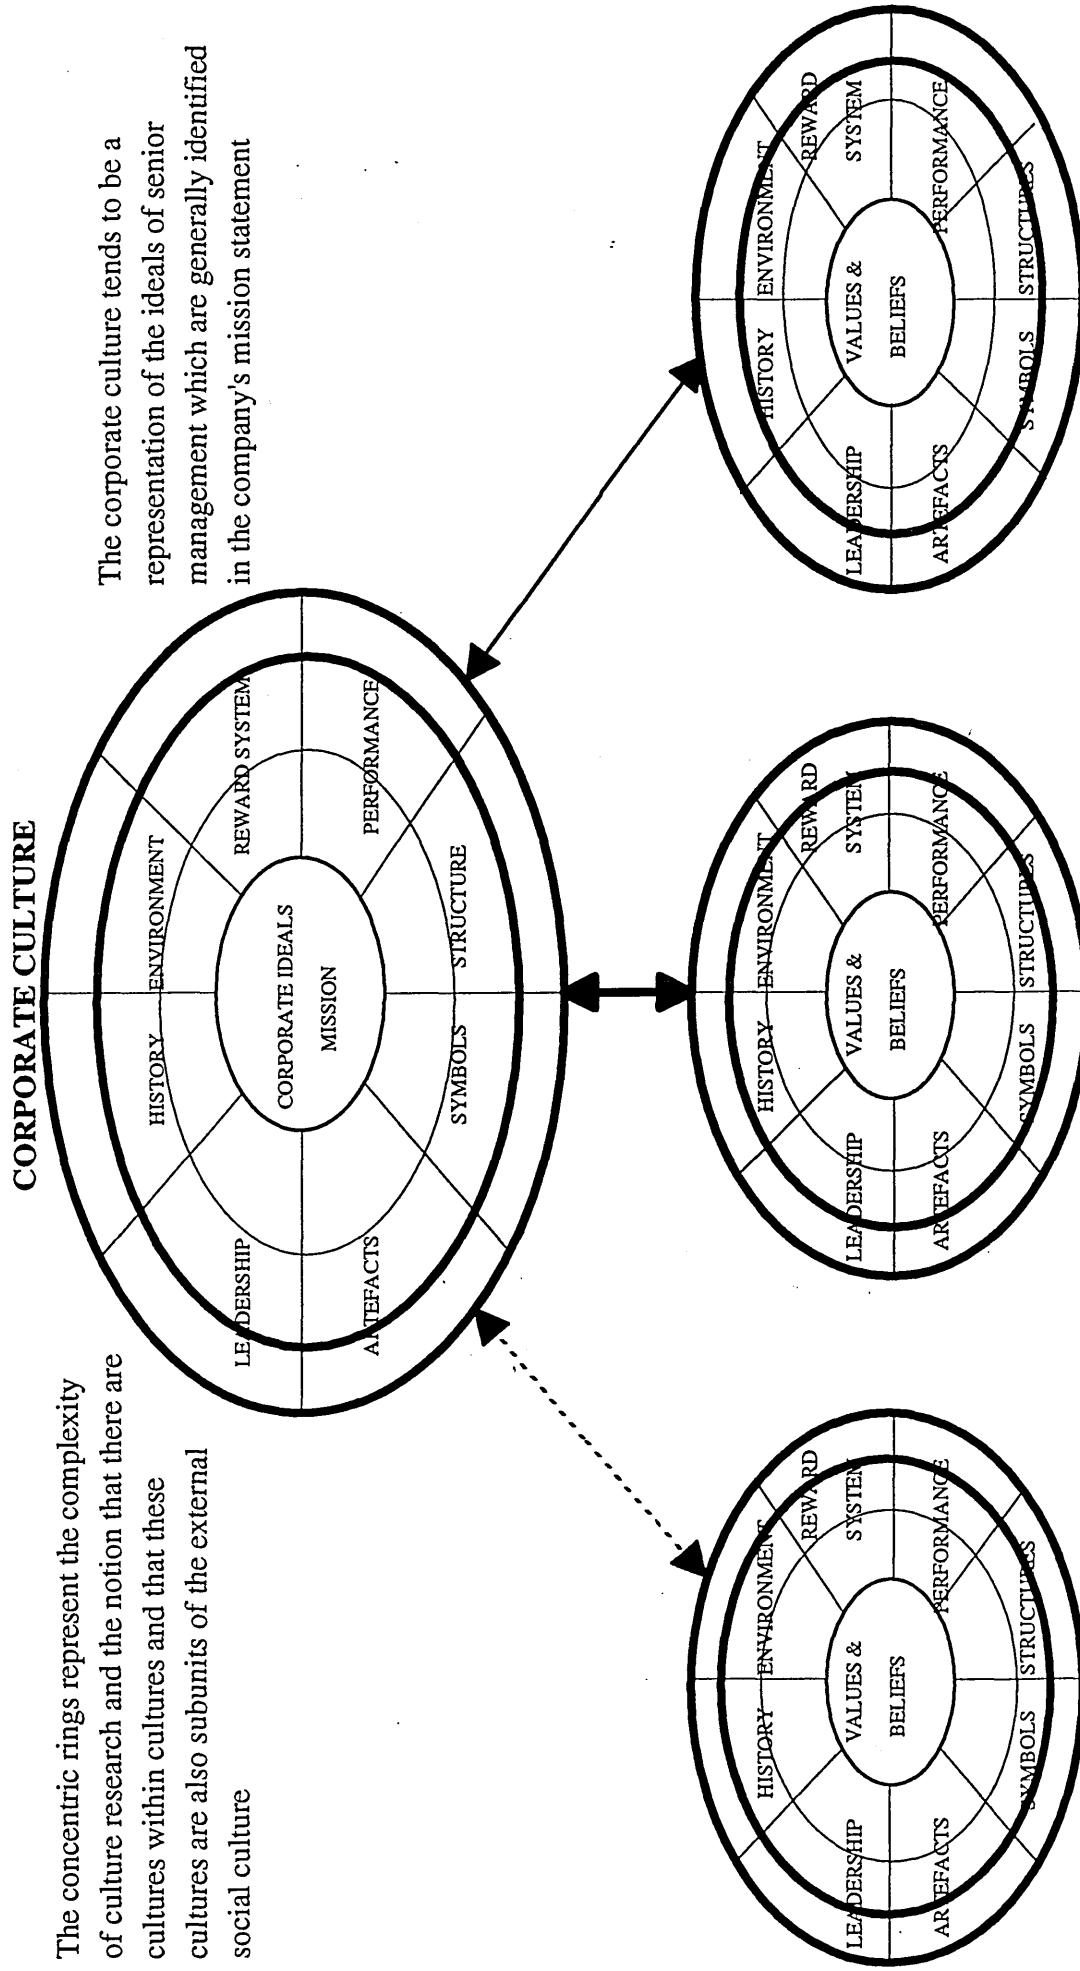 CORPORATE CULTURE
The concentric rings represent the complexity
of culture research and the notion that there are
cultures within cultures and that these
cultures are also subunits of the external
social culture
The corporate culture tends to be a
representation of the ideals of senior
management which are generally identified
in the company's mission statement
HISTORY
ENVIRONMENT
LEADERSHIP
REWARD SYSTEM
CORPORATE IDEALS
MISSION
ARTEFACTS
PERFORMANCE
SYMBOLS
STRUCTURE
HISTORY
ENVIRONMENT
REWARD
LEADERSHIP
SYSTEM
VALUES &
BELIEFS
ARTEFACTS
PERFORMANCE
SYMBOLS
STRUCTURES
HISTORY
ENVIRONMENT
REWARD
LEADERSHIP
SYSTEM
VALUES &
BELIEFS
ARTEFACTS
PERFORMANCE
SYMBOLS
STRUCTURES
HISTORY
ENVIRONMENT
REWARD
LEADERSHIP
SYSTEM
VALUES &
BELIEFS
ARTEFACTS
PERFORMANCE
SYMBOLS
STRUCTURES